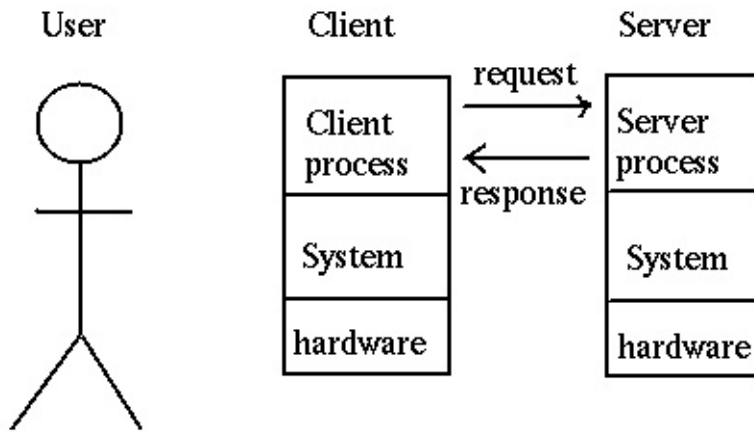 User
Client
Server
request
Client
process
Server
process
response
System
System
hardware
hardware